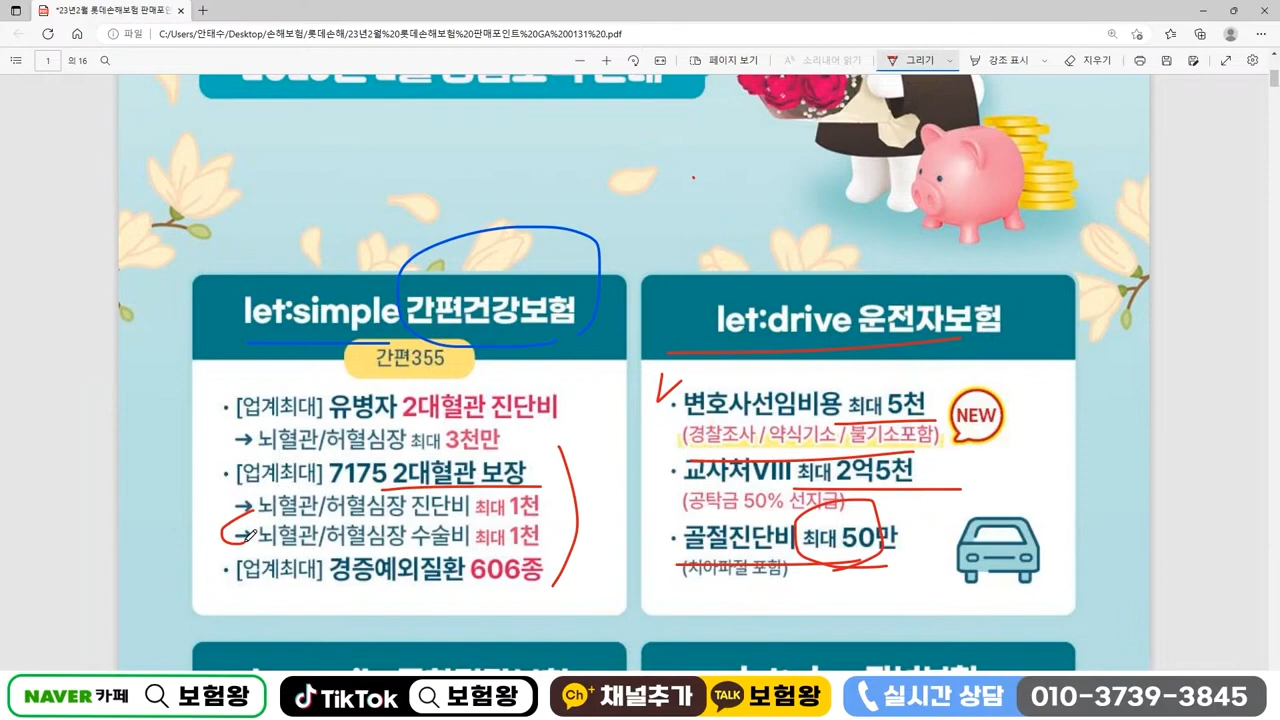 *23년2월 롯데손해보험 판매포인
파일
C:/Users/안태수/Desktop/손해보험/롯데손해/23년2월%20롯데손해보험%20판매포인트%20GA%200131%20.pdf
1 의 16
페이지 보기
소리내어 읽기
그리기
강조 표시
지우기
let:simple 간편건강보험
간편355
· [업계최대] 유병자 2대혈관 진단비
→ 뇌혈관/허혈심장 최대 3천만
· [업계최대] 7175 2대혈관 보장
→ 뇌혈관/허혈심장 진단비 최대 1천
→ 뇌혈관/허혈심장 수술비 최대 1천
· [업계최대] 경증예외질환 606종
let:drive 운전자보험
· 변호사선임비용 최대 5천
(경찰조사 / 약식기소 / 불기소포함)
NEW
· 교사처VIII 최대 2억5천
(공탁금 50% 선지급)
· 골절진단비 최대 50만
(치아파절 포함)
NAVER 카페 보험왕
TikTok 보험왕
Ch+ 채널추가 TALK 보험왕
실시간 상담 010-3739-3845